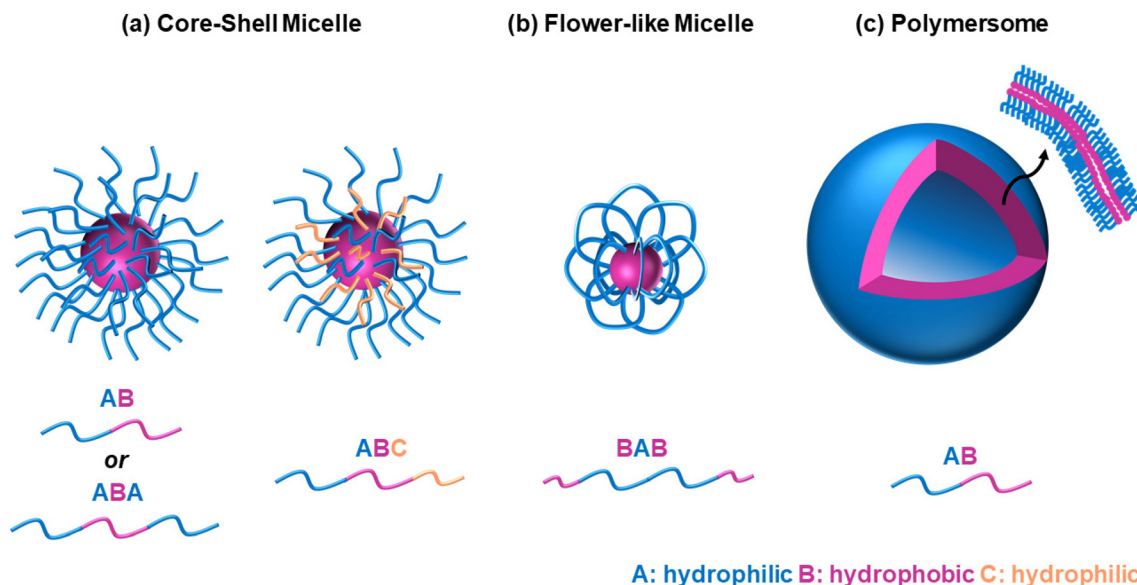 (a) Core-Shell Micelle
(b) Flower-like Micelle
(c) Polymersome
AB
or
ABA
ABC
BAB
AB
A: hydrophilic B: hydrophobic C: hydrophilic